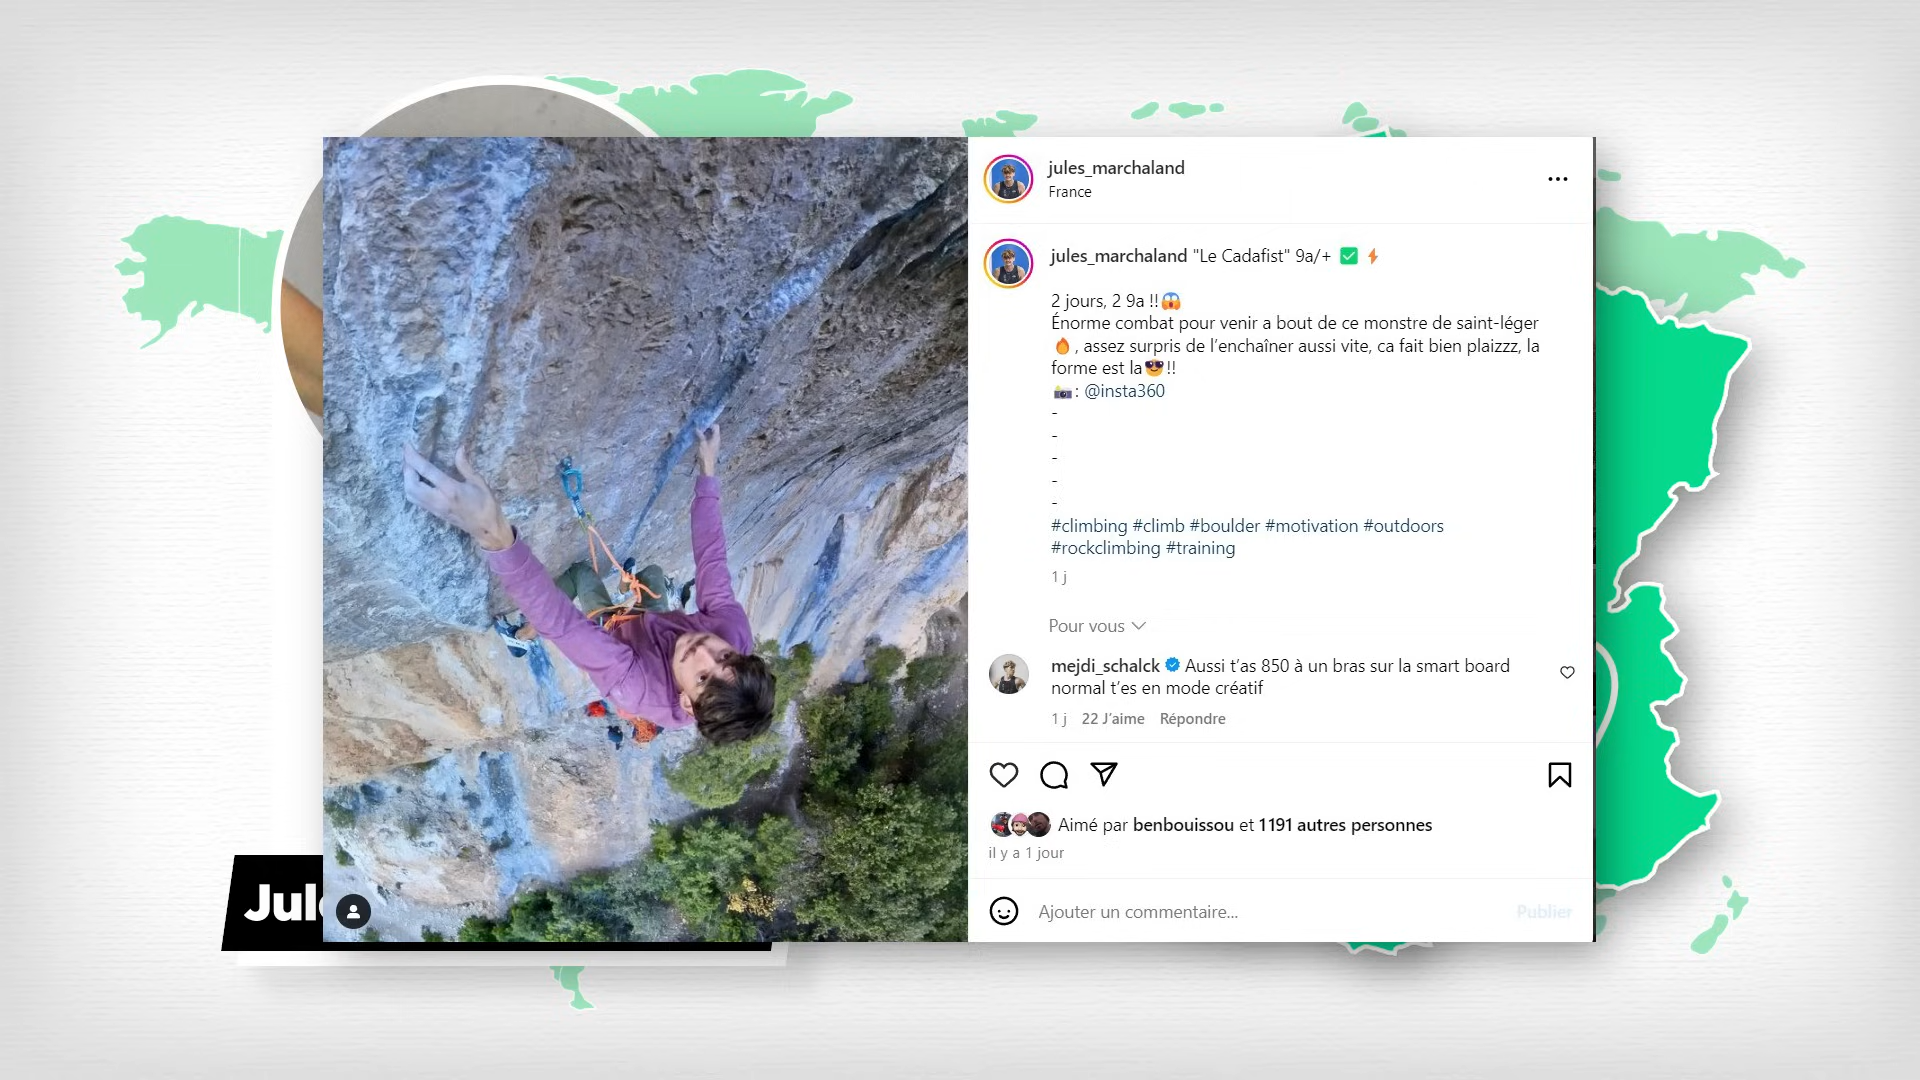 jules_marchaland
France
jules_marchaland "Le Cadafist" 9a/+ ✅ ⚡
2 jours, 2 9a !!😱
Énorme combat pour venir a bout de ce monstre de saint-léger
🔥, assez surpris de l’enchaîner aussi vite, ca fait bien plaizzz, la
forme est la😎!!
📸: @insta360
-
-
-
-
-
#climbing #climb #boulder #motivation #outdoors
#rockclimbing #training
1 j
Pour vous
mejdi_schalck Aussi t’as 850 à un bras sur la smart board
normal t’es en mode créatif
1 j 22 J’aime Répondre
Aimé par benbouissou et 1191 autres personnes
il y a 1 jour
Ajouter un commentaire...
Publier